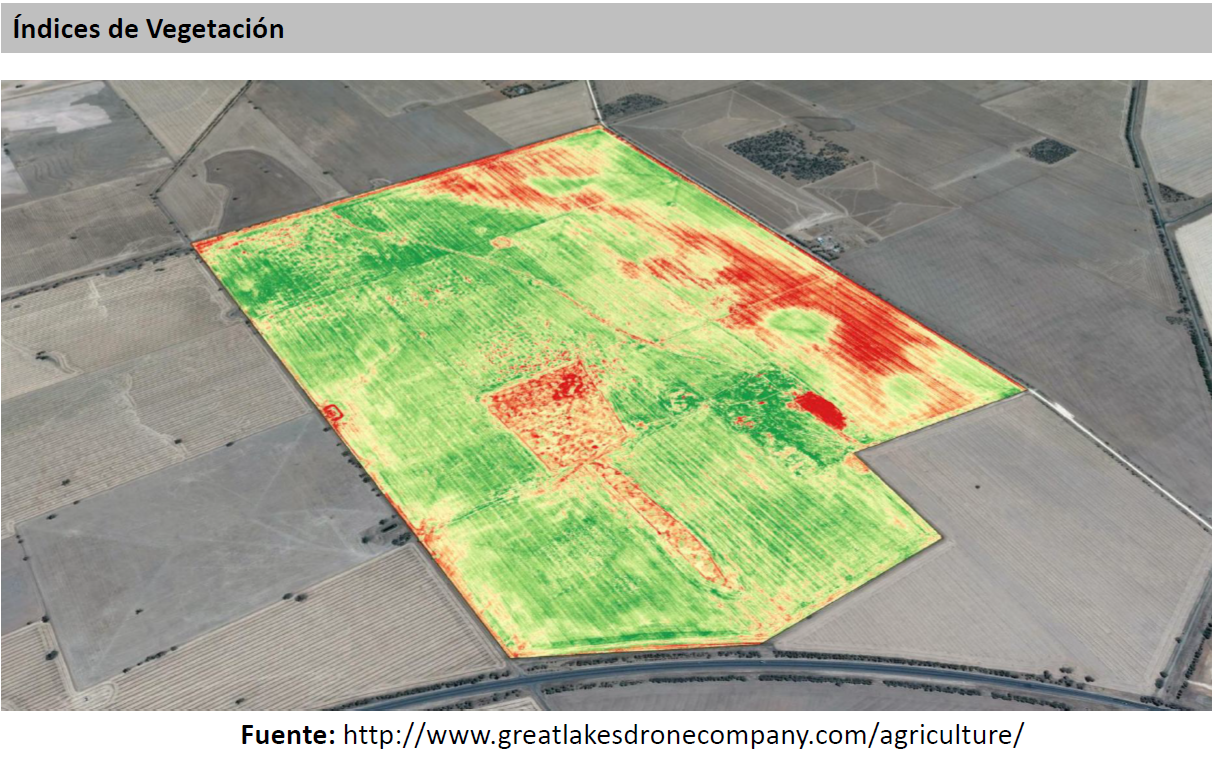 Índices de Vegetación
Fuente: http://www.greatlakesdronecompany.com/agriculture/